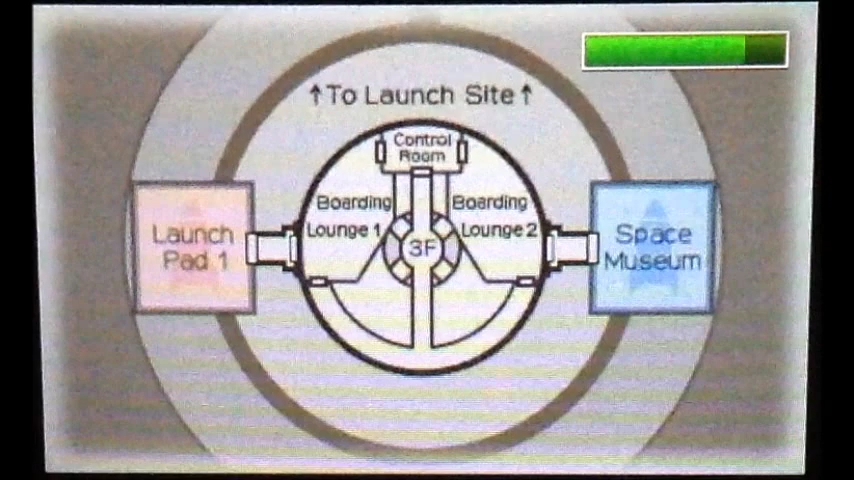 ↑To Launch Site↑
Control
Room
Boarding
Lounge 1
Boarding
Lounge 2
3F
Launch
Pad 1
Space
Museum